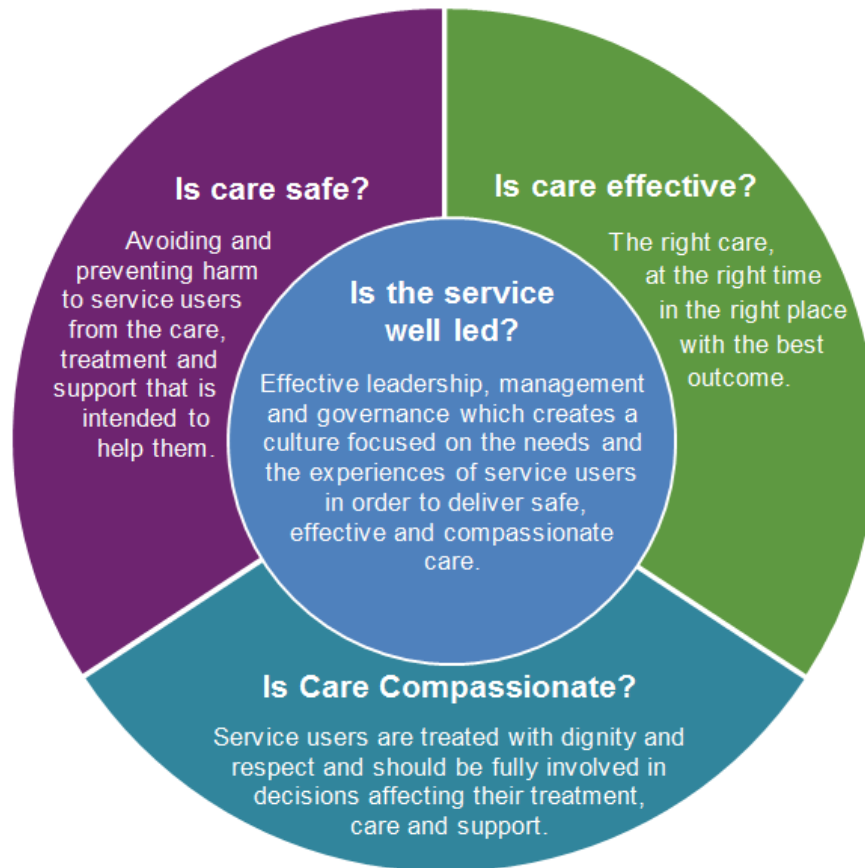 Is care safe?
Avoiding and
preventing harm
to service users
from the care,
treatment and
support that is
intended to
help them.
Is care effective?
The right care,
at the right time
in the right place
with the best
outcome.
Is the service
well led?
Effective leadership, management
and governance which creates a
culture focused on the needs and
the experiences of service users
in order to deliver safe,
effective and compassionate
care.
Is Care Compassionate?
Service users are treated with dignity and
respect and should be fully involved in
decisions affecting their treatment,
care and support.